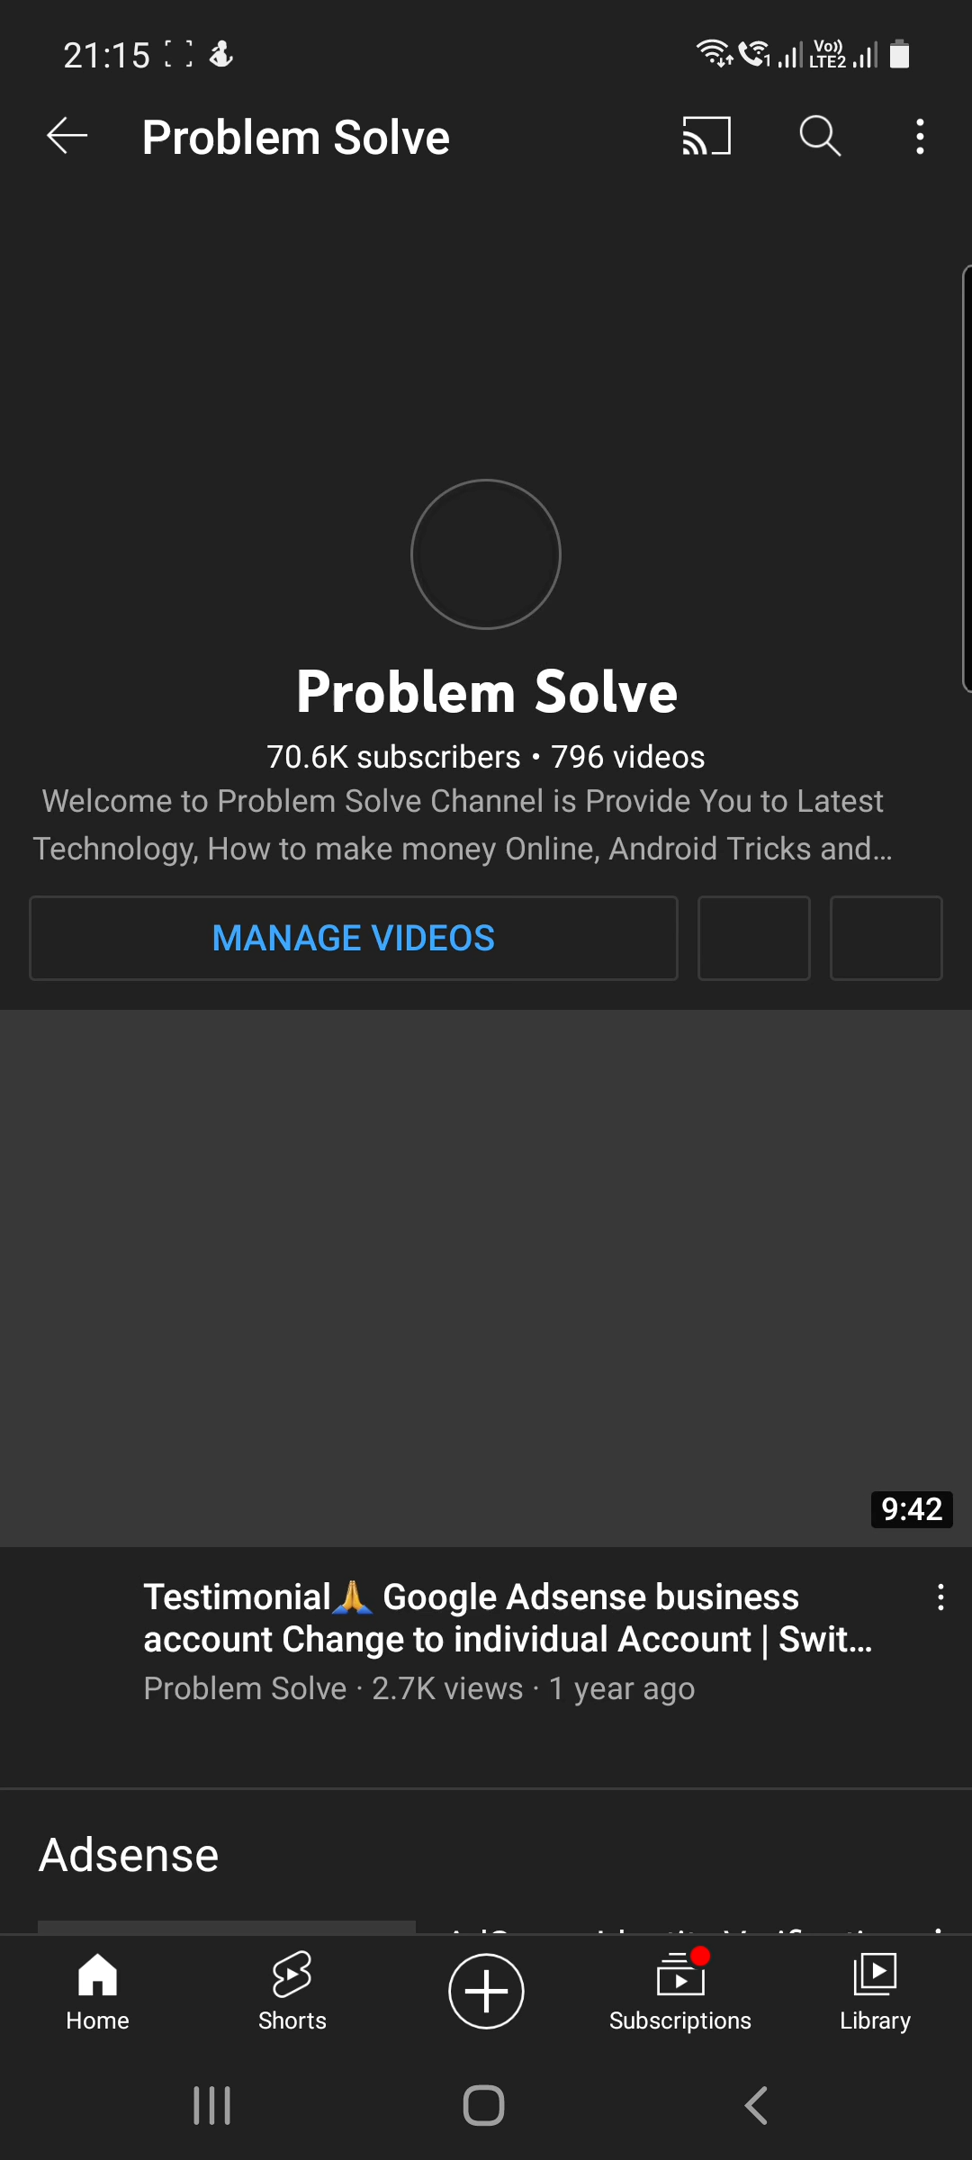 21:15
Vo))
LTE2
1
Problem Solve
Problem Solve
70.6K subscribers • 796 videos
Welcome to Problem Solve Channel is Provide You to Latest
Technology, How to make money Online, Android Tricks and...
MANAGE VIDEOS
9:42
Testimonial🙏 Google Adsense business
account Change to individual Account | Swit...
Problem Solve · 2.7K views · 1 year ago
Adsense
Home
Shorts
Subscriptions
Library